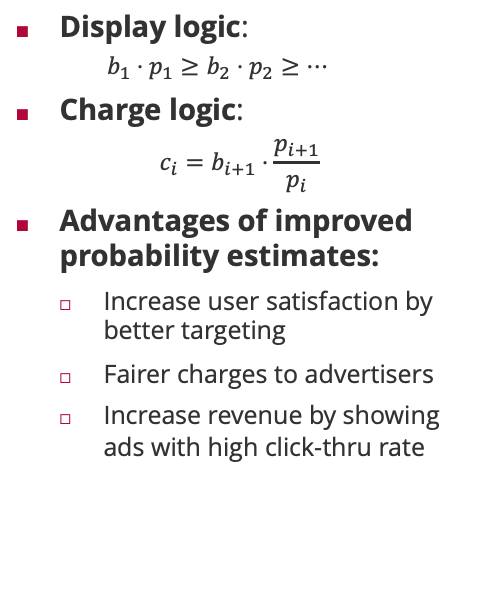 ■ Display logic:
b₁ · p₁ ≥ b₂ · p₂ ≥ ⋯
■ Charge logic:
cᵢ = bᵢ₊₁ · pᵢ₊₁ / pᵢ
■ Advantages of improved
probability estimates:
□ Increase user satisfaction by
better targeting
□ Fairer charges to advertisers
□ Increase revenue by showing
ads with high click-thru rate